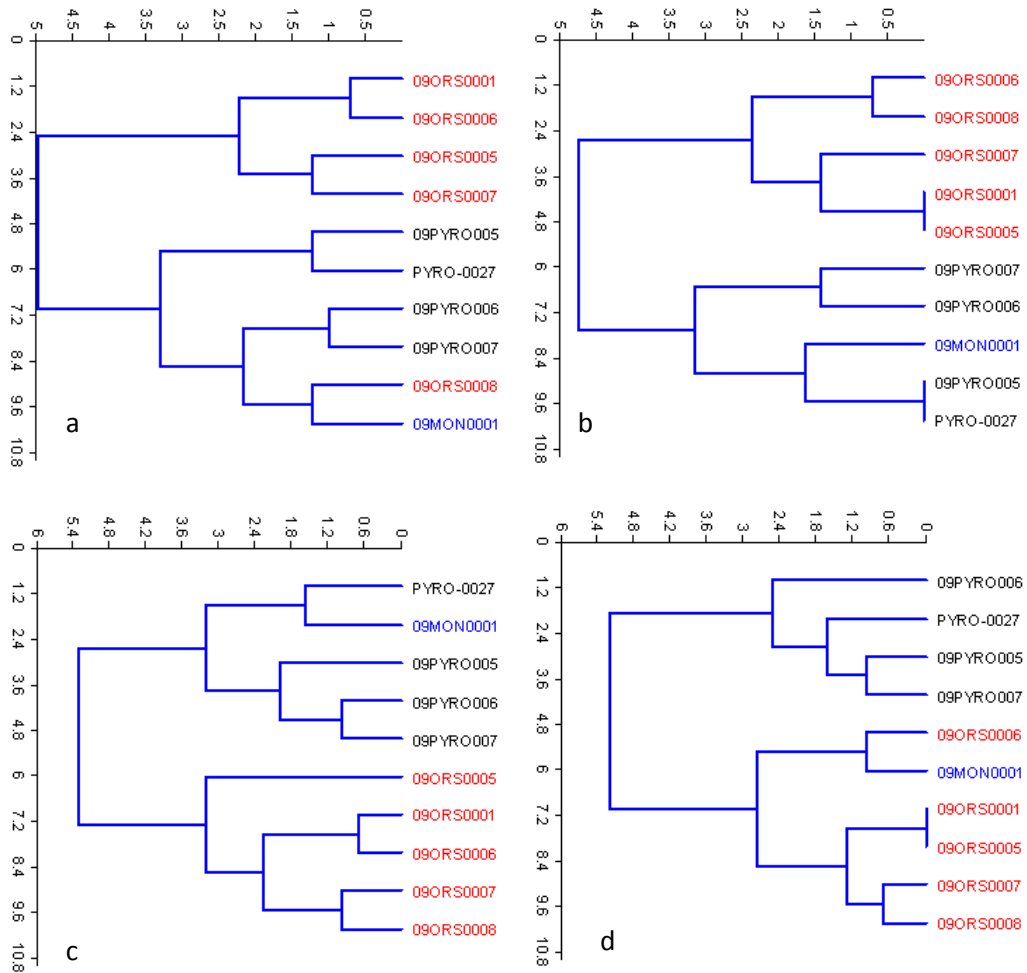 5 4.5 4 3.5 3 2.5 2 1.5 1 0.5
0 1.2 2.4 3.6 4.8 6 7.2 8.4 9.6 10.8
09ORS0001
09ORS0006
09ORS0005
09ORS0007
09PYRO005
PYRO-0027
09PYRO006
09PYRO007
09ORS0008
09MON0001
a
5 4.5 4 3.5 3 2.5 2 1.5 1 0.5
0 1.2 2.4 3.6 4.8 6 7.2 8.4 9.6 10.8
09ORS0006
09ORS0008
09ORS0007
09ORS0001
09ORS0005
09PYRO007
09PYRO006
09MON0001
09PYRO005
PYRO-0027
b
6 5.4 4.8 4.2 3.6 3 2.4 1.8 1.2 0.6 0
0 1.2 2.4 3.6 4.8 6 7.2 8.4 9.6 10.8
PYRO-0027
09MON0001
09PYRO005
09PYRO006
09PYRO007
09ORS0005
09ORS0001
09ORS0006
09ORS0007
09ORS0008
c
6 5.4 4.8 4.2 3.6 3 2.4 1.8 1.2 0.6 0
0 1.2 2.4 3.6 4.8 6 7.2 8.4 9.6 10.8
09PYRO006
PYRO-0027
09PYRO005
09PYRO007
09ORS0006
09MON0001
09ORS0001
09ORS0005
09ORS0007
09ORS0008
d